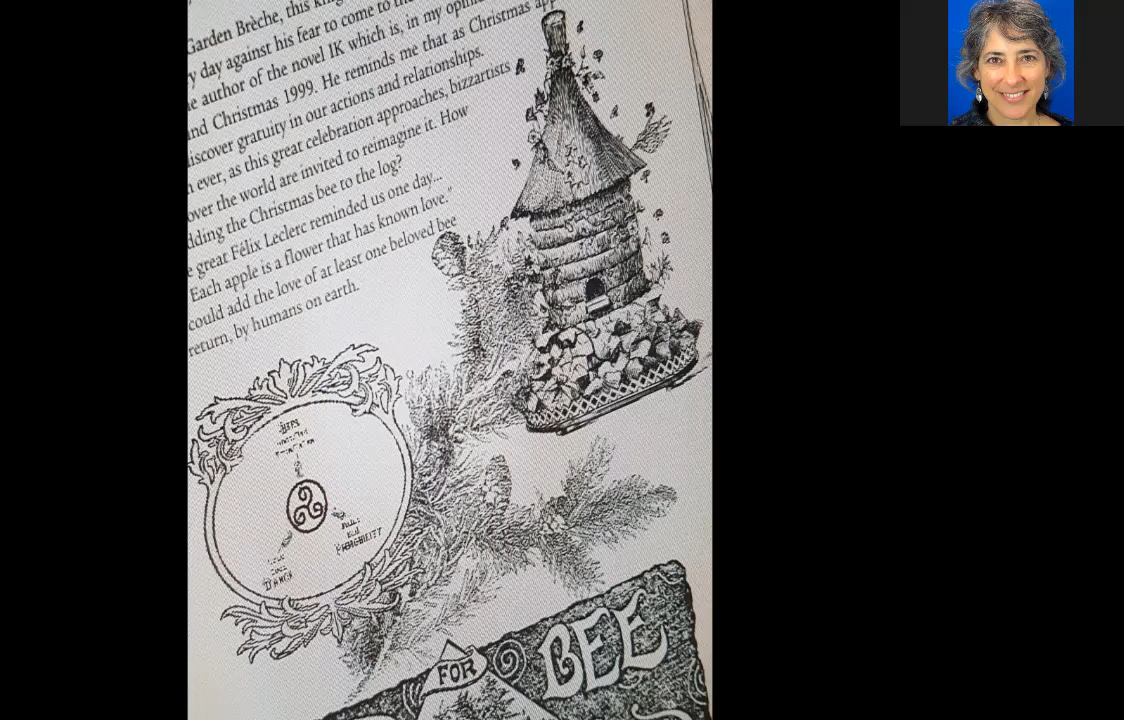 Garden Brèche, this
y day against his fear to come to
e author of the novel IK which is, in my
nd Christmas 1999. He reminds me that as Christmas
iscover gratuity in our actions and relationships.
n ever, as this great celebration approaches, bizzartists
over the world are invited to reimagine it. How
dding the Christmas bee to the log?
e great Félix Leclerc reminded us one day...
Each apple is a flower that has known love."
could add the love of at least one beloved bee
return, by humans on earth.
FOR
BEE